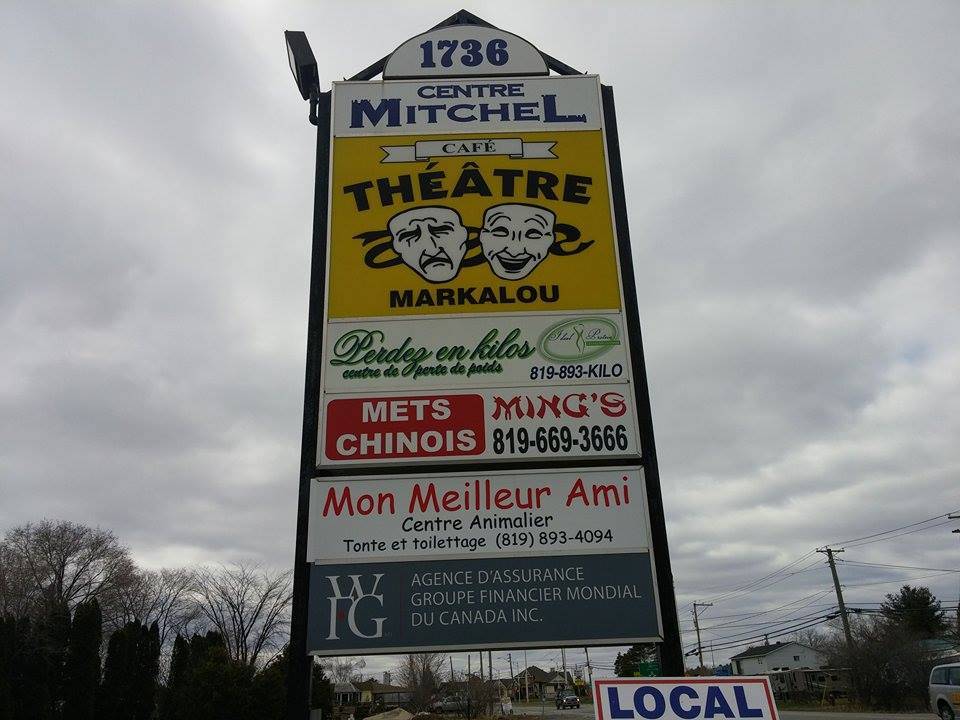 1736
CENTRE
MITCHEL
CAFÉ
THÉÂTRE
MARKALOU
Perdez en kilos
centre de perte de poids
Ideal Protein
819-893-KILO
METS
CHINOIS
MING'S
819-669-3666
Mon Meilleur Ami
Centre Animalier
Tonte et toilettage (819) 893-4094
WFG
AGENCE D'ASSURANCE
GROUPE FINANCIER MONDIAL
DU CANADA INC.
LOCAL